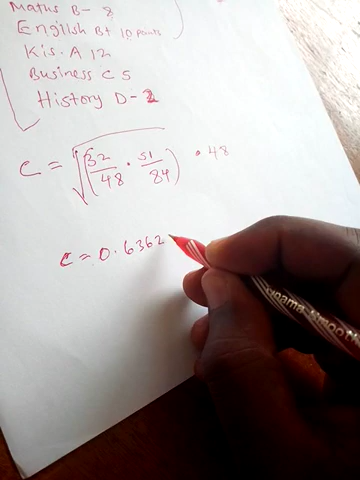 Maths B- 8
English B+ 10 points
Kis. A 12
Business C 5
History D- 2
C = √(32/48 · 51/84) · 48
C = 0.6362